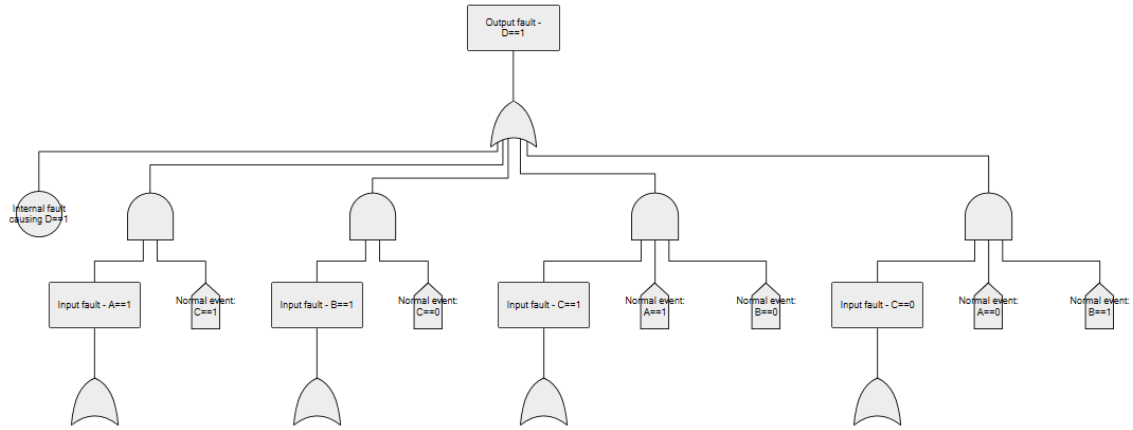 Output fault -
D==1
Internal fault
causing D==1
Input fault - A==1
Normal event:
C==1
Input fault - B==1
Normal event:
C==0
Input fault - C==1
Normal event:
A==1
Normal event:
B==0
Input fault - C==0
Normal event:
A==0
Normal event:
B==1